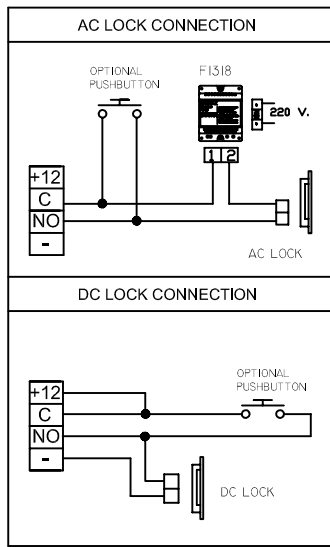 AC LOCK CONNECTION
OPTIONAL
PUSHBUTTON
F1318
220 V.
1 2
+12
C
NO
-
AC LOCK
DC LOCK CONNECTION
OPTIONAL
PUSHBUTTON
+12
C
NO
-
DC LOCK